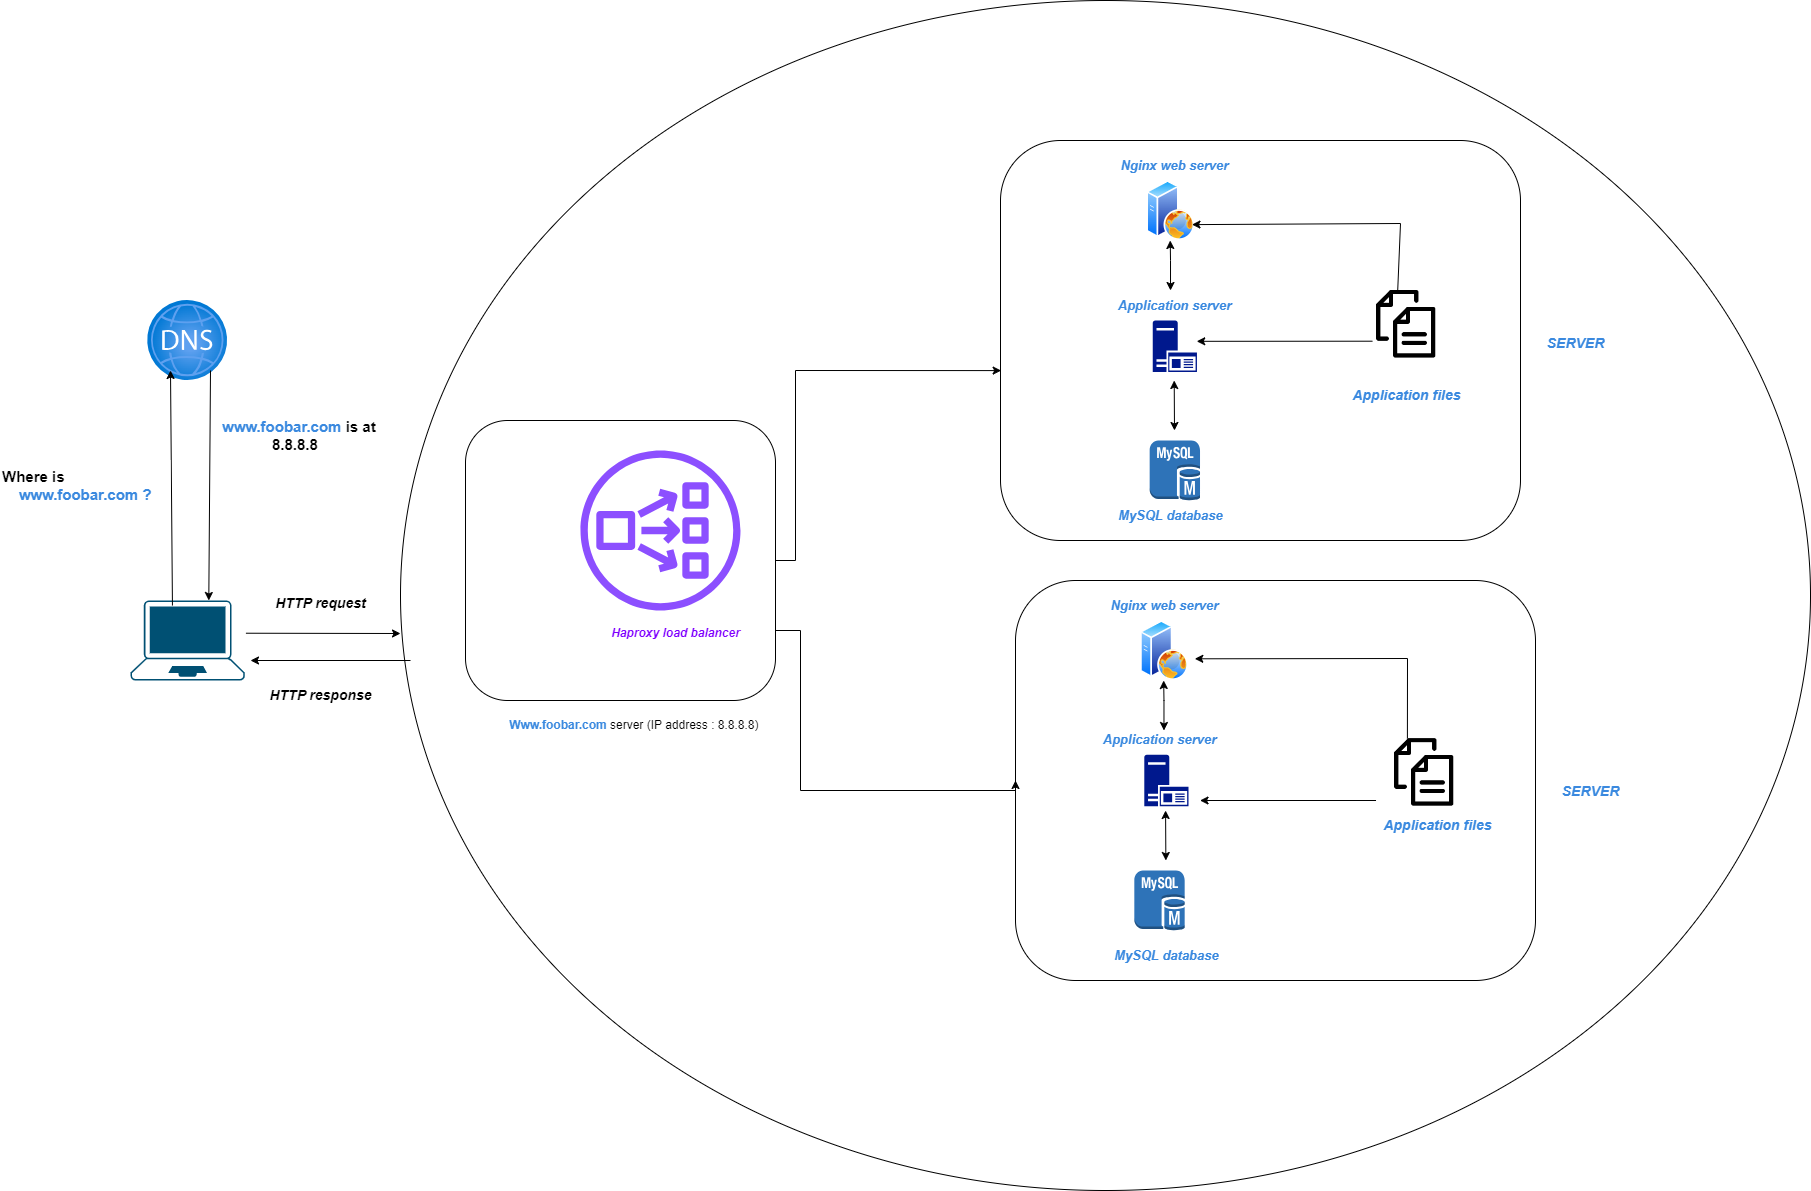 DNS
www.foobar.com is at
8.8.8.8
Where is
www.foobar.com ?
HTTP request
HTTP response
Haproxy load balancer
Www.foobar.com server (IP address : 8.8.8.8)
Nginx web server
Application server
Application files
MySQL
M
MySQL database
SERVER
Nginx web server
Application server
Application files
MySQL
M
MySQL database
SERVER